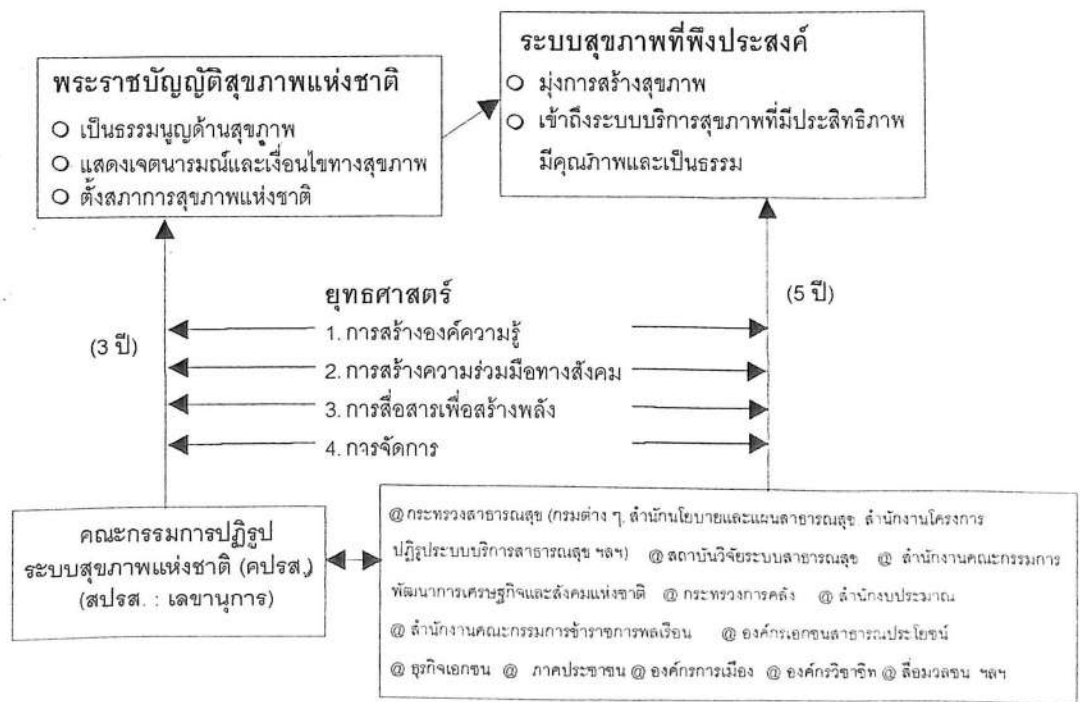 ระบบสุขภาพที่พึงประสงค์
○ มุ่งการสร้างสุขภาพ
○ เข้าถึงระบบบริการสุขภาพที่มีประสิทธิภาพ
มีคุณภาพและเป็นธรรม
พระราชบัญญัติสุขภาพแห่งชาติ
○ เป็นธรรมนูญด้านสุขภาพ
○ แสดงเจตนารมณ์และเงื่อนไขทางสุขภาพ
○ ตั้งสภาการสุขภาพแห่งชาติ
(3 ปี)
ยุทธศาสตร์
1. การสร้างองค์ความรู้
2. การสร้างความร่วมมือทางสังคม
3. การสื่อสารเพื่อสร้างพลัง
4. การจัดการ
(5 ปี)
คณะกรรมการปฏิรูป
ระบบสุขภาพแห่งชาติ (คปรส.)
(สปรส. : เลขานุการ)
@ กระทรวงสาธารณสุข (กรมต่าง ๆ, สำนักนโยบายและแผนสาธารณสุข, สำนักงานโครงการ
ปฏิรูประบบบริการสาธารณสุข ฯลฯ) @ สถาบันวิจัยระบบสาธารณสุข @ สำนักงานคณะกรรมการ
พัฒนาการเศรษฐกิจและสังคมแห่งชาติ @ กระทรวงการคลัง @ สำนักงบประมาณ
@ สำนักงานคณะกรรมการข้าราชการพลเรือน @ องค์กรเอกชนสาธารณประโยชน์
@ ธุรกิจเอกชน @ ภาคประชาชน @ องค์กรการเมือง @ องค์กรวิชาชีพ @ สื่อมวลชน ฯลฯ